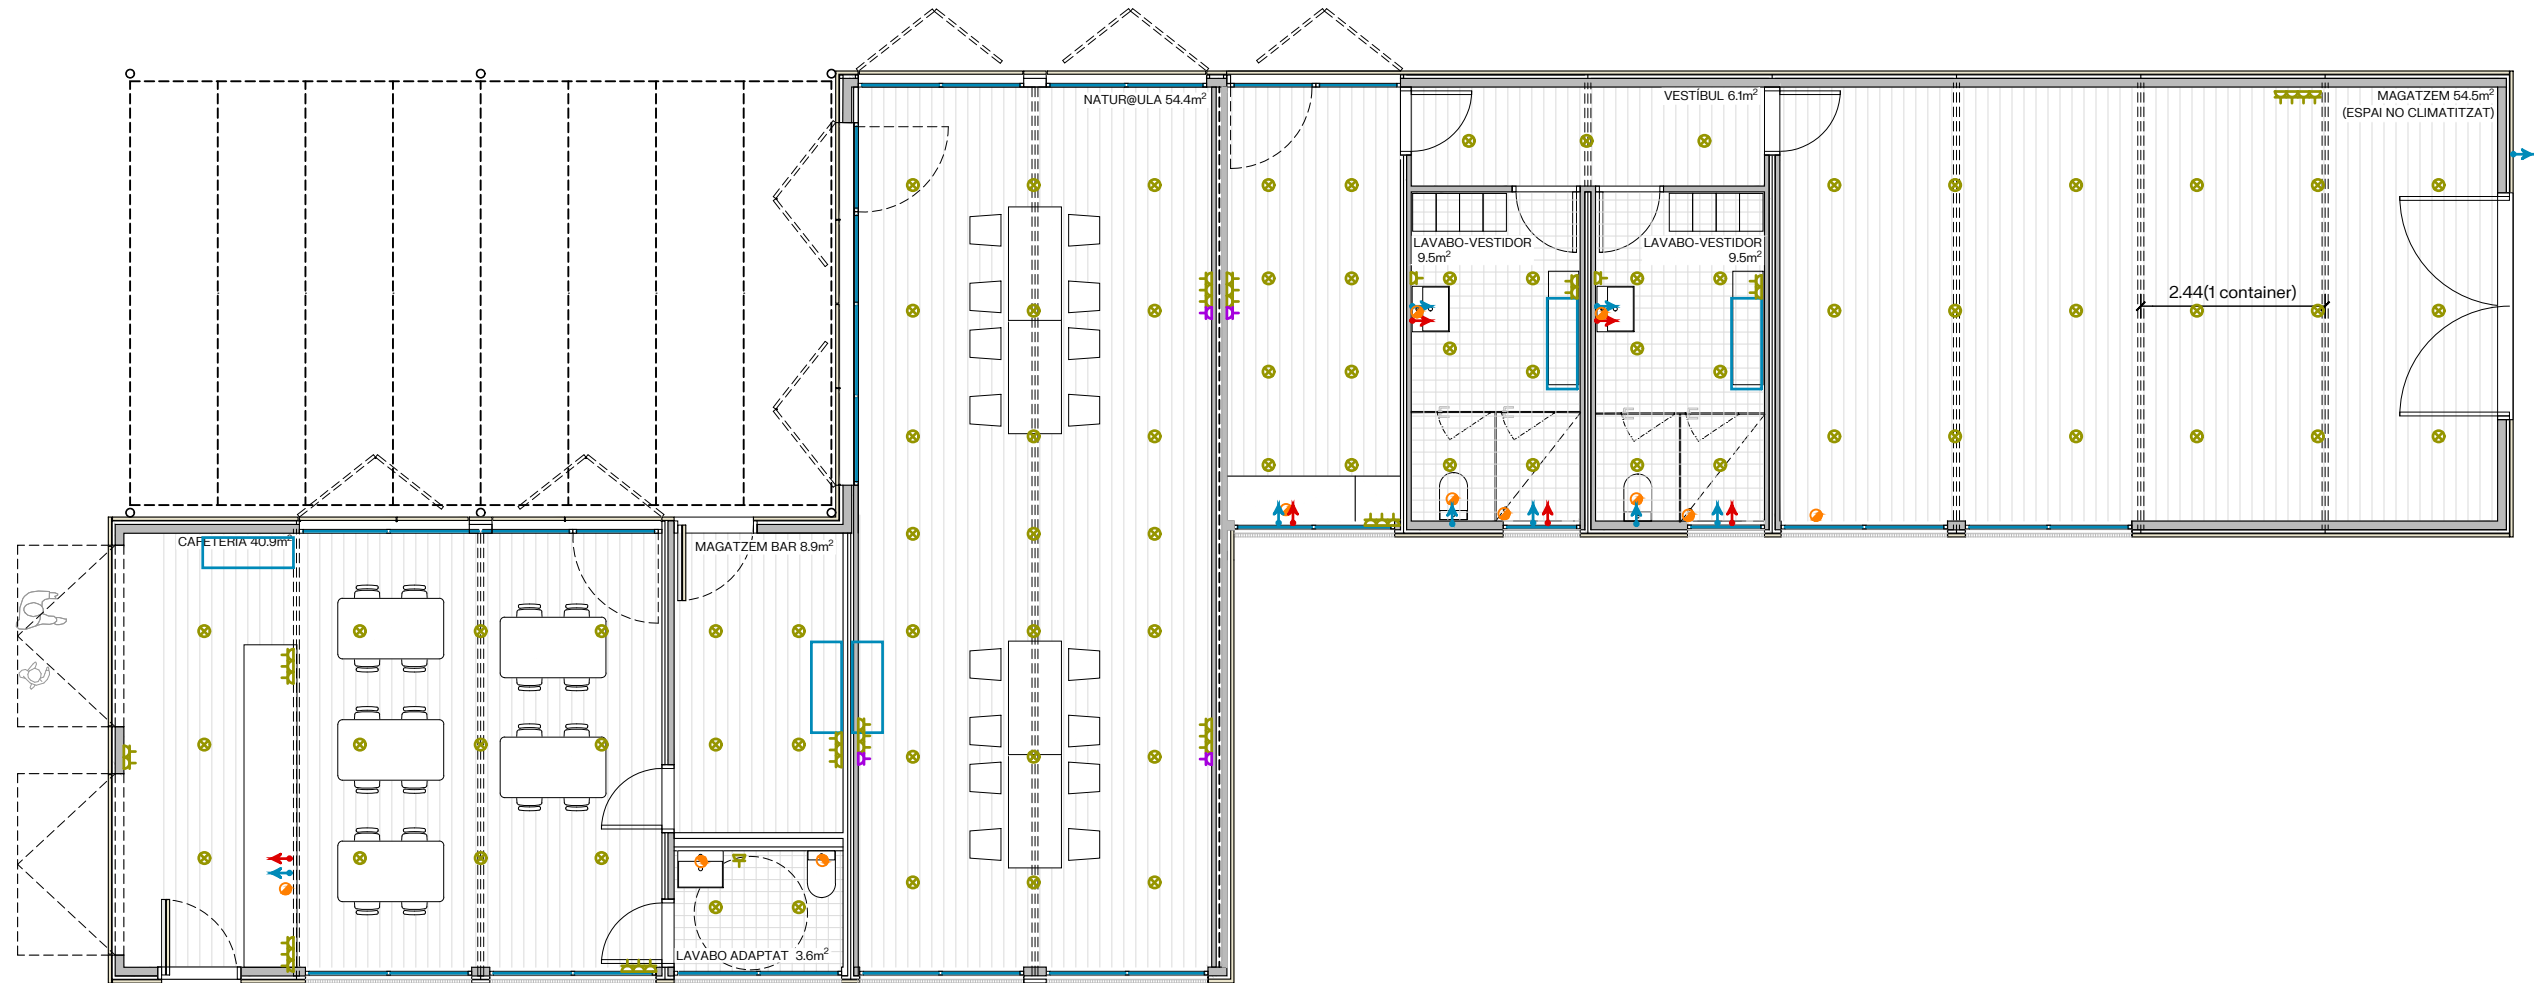 NATUR@ULA 54.4m²
VESTÍBUL 6.1m²
MAGATZEM 54.5m²
(ESPAI NO CLIMATITZAT)
LAVABO-VESTIDOR
9.5m²
LAVABO-VESTIDOR
9.5m²
2.44(1 container)
CAFETERIA 40.9m²
MAGATZEM BAR 8.9m²
LAVABO ADAPTAT 3.6m²